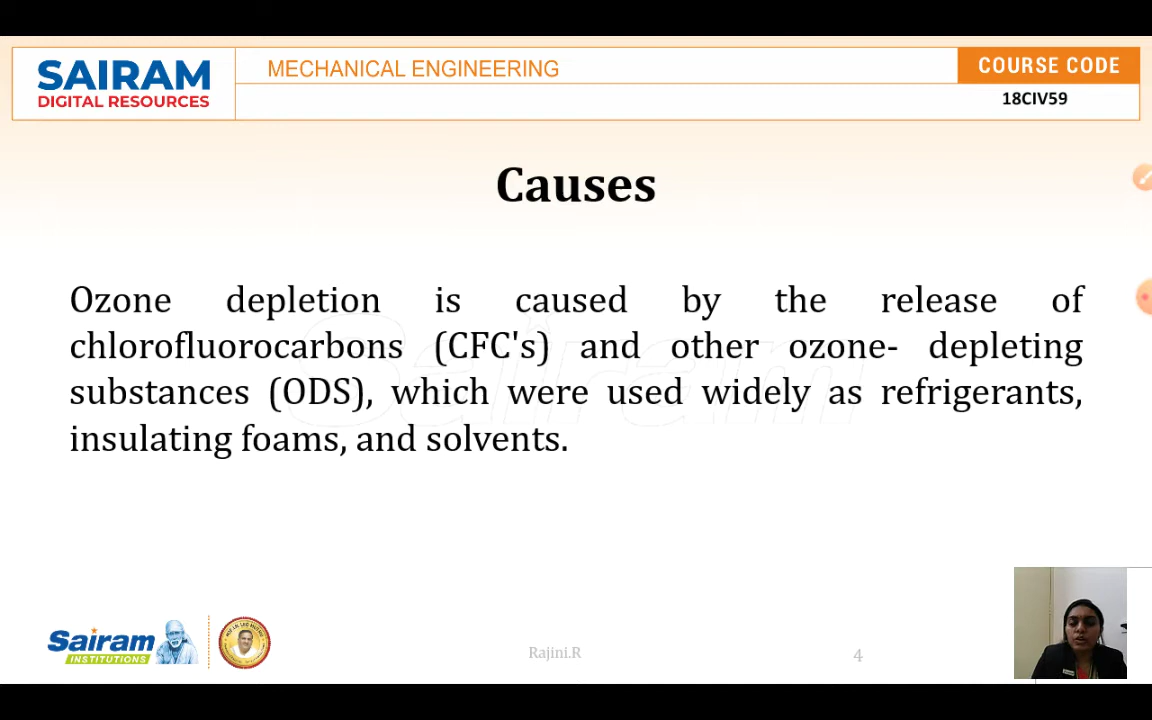 SAIRAM
DIGITAL RESOURCES
MECHANICAL ENGINEERING
COURSE CODE
18CIV59
Causes
Ozone depletion is caused by the release of
chlorofluorocarbons (CFC's) and other ozone- depleting
substances (ODS), which were used widely as refrigerants,
insulating foams, and solvents.
Sairam
Sairam
INSTITUTIONS
Rajini.R
4